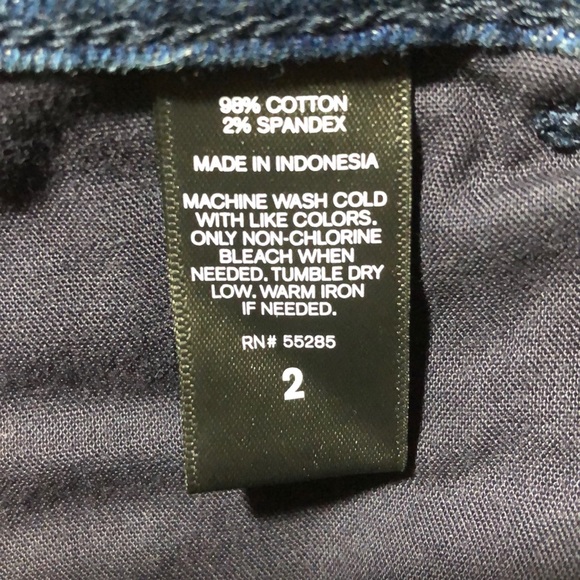 98% COTTON
2% SPANDEX
MADE IN INDONESIA
MACHINE WASH COLD
WITH LIKE COLORS.
ONLY NON-CHLORINE
BLEACH WHEN
NEEDED. TUMBLE DRY
LOW. WARM IRON
IF NEEDED.
RN# 55285
2